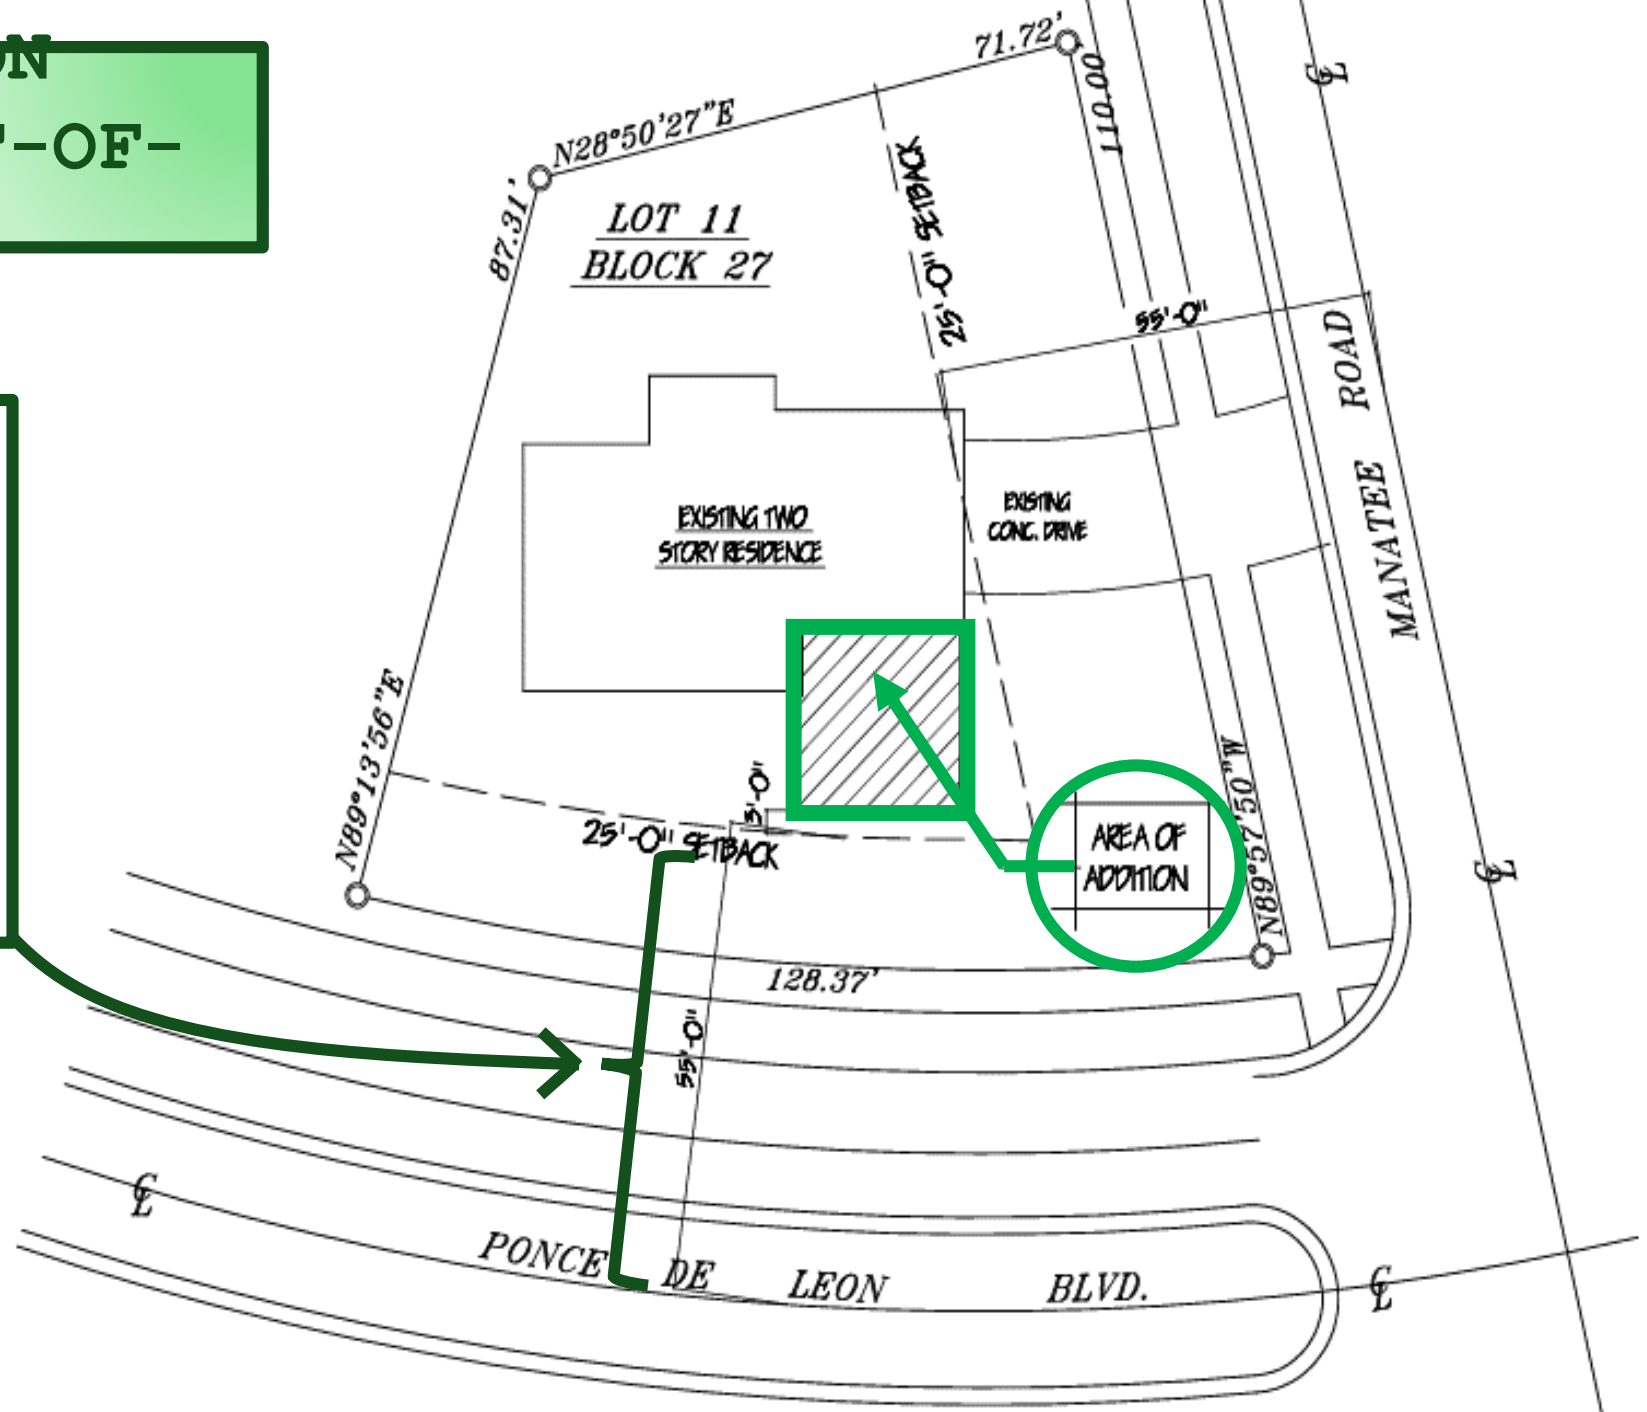 ON
-OF-
71.72'
110.00'
N28°50'27"E
87.31'
LOT 11
BLOCK 27
25'-0" SETBACK
55'-0"
MANATEE ROAD
EXISTING TWO
STORY RESIDENCE
EXISTING
CONC. DRIVE
N89°13'56"E
3'-0"
25'-0" SETBACK
AREA OF
ADDITION
N89°57'50"W
128.37'
55'-0"
PONCE DE LEON BLVD.